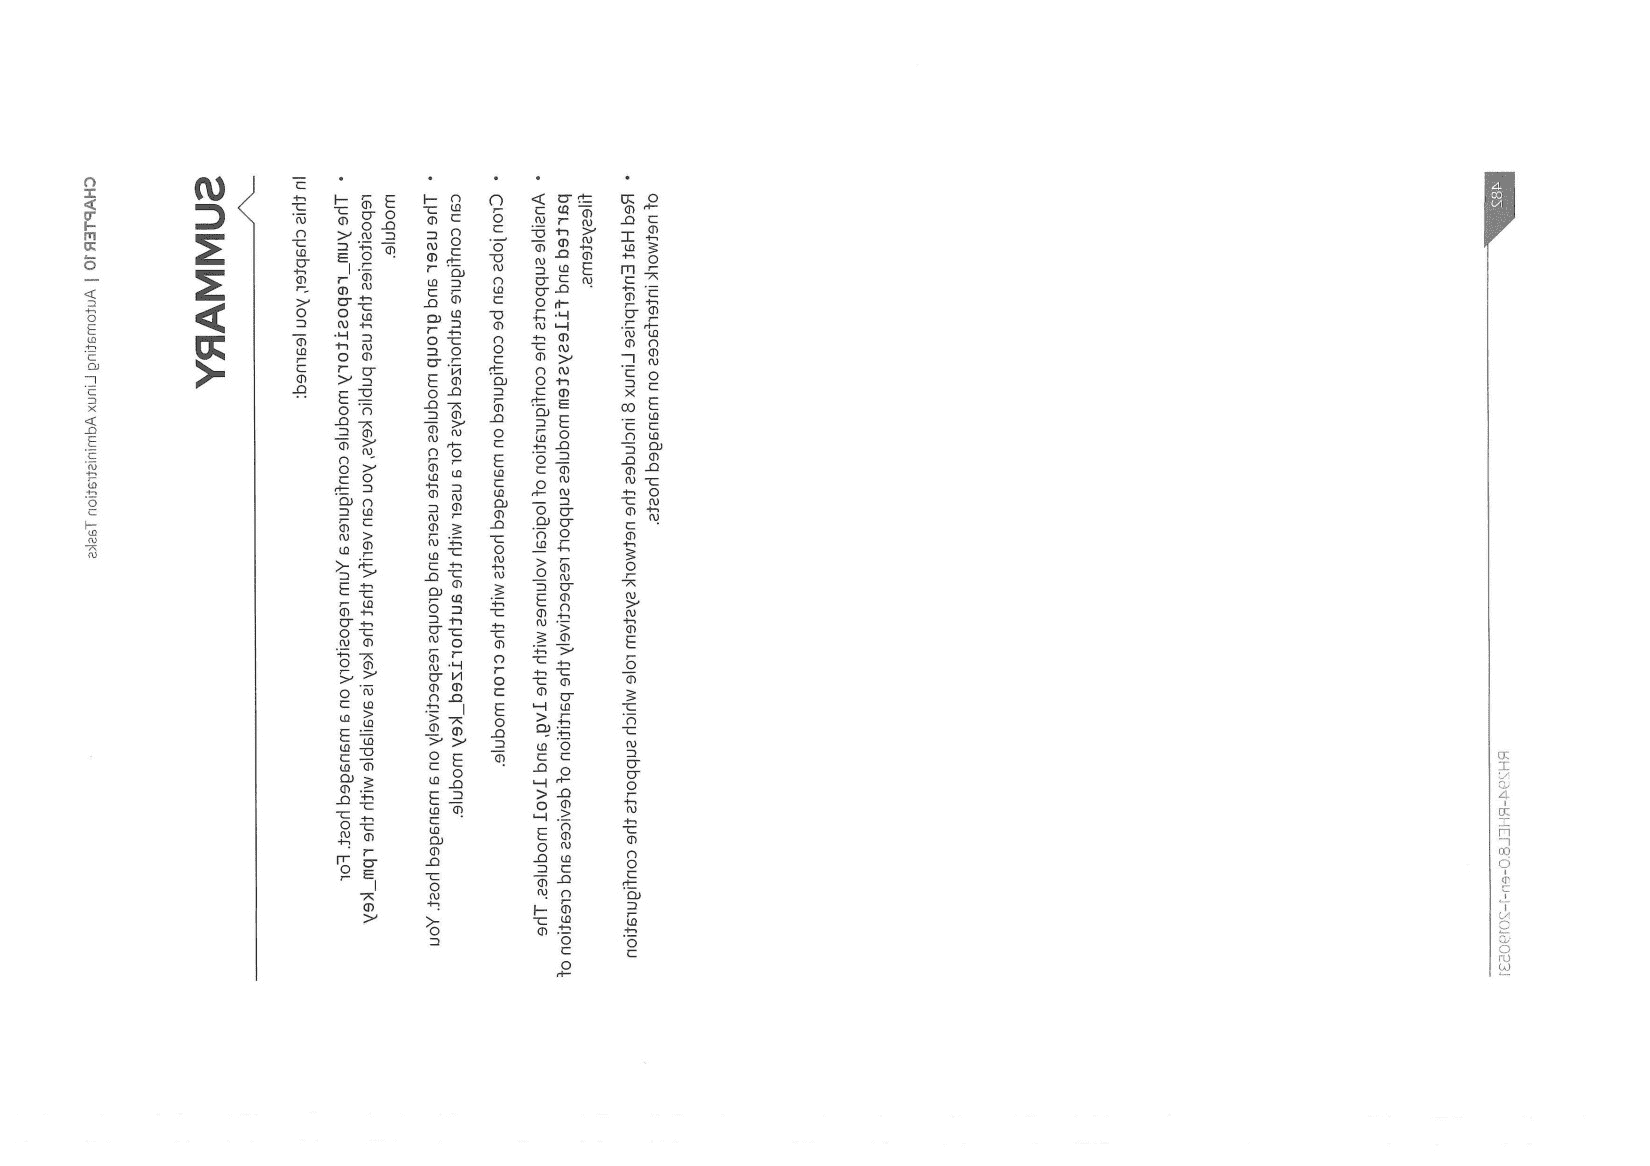 CHAPTER 10 | Automating Linux Administration Tasks
SUMMARY
In this chapter, you learned:
• The yum_repository module configures a Yum repository on a managed host. For
repositories that use public keys, you can verify that the key is available with the rpm_key
module.
• The user and group modules create users and groups respectively on a managed host. You
can configure authorized keys for a user with the authorized_key module.
• Cron jobs can be configured on managed hosts with the cron module.
• Ansible supports the configuration of logical volumes with the lvg, and lvol modules. The
parted and filesystem modules support respectively the partition of devices and creation of
filesystems.
• Red Hat Enterprise Linux 8 includes the network system role which supports the configuration
of network interfaces on managed hosts.
482
RH294-RHEL8.0-en-1-20190531